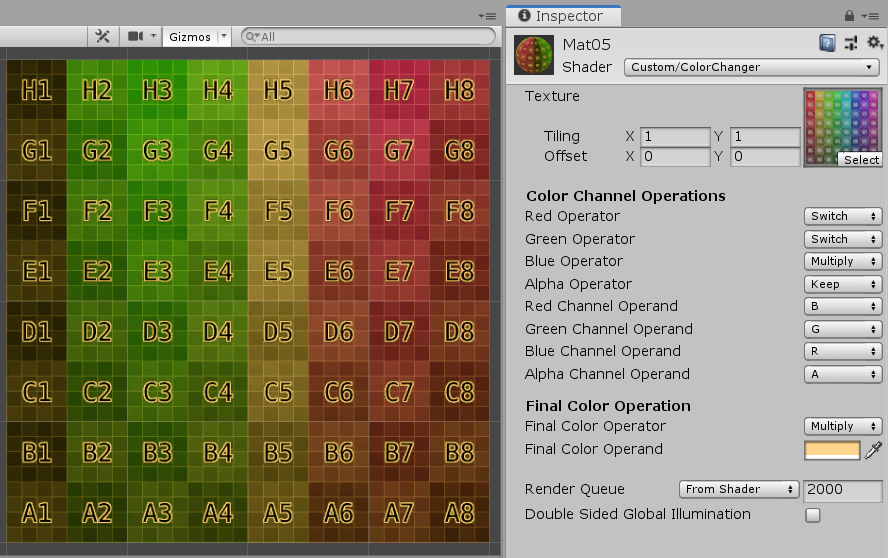 Inspector
Gizmos
All
Mat05
Shader Custom/ColorChanger
H1 H2 H3 H4 H5 H6 H7 H8
G1 G2 G3 G4 G5 G6 G7 G8
F1 F2 F3 F4 F5 F6 F7 F8
E1 E2 E3 E4 E5 E6 E7 E8
D1 D2 D3 D4 D5 D6 D7 D8
C1 C2 C3 C4 C5 C6 C7 C8
B1 B2 B3 B4 B5 B6 B7 B8
A1 A2 A3 A4 A5 A6 A7 A8
Texture
Tiling X 1 Y 1
Offset X 0 Y 0
Select
Color Channel Operations
Red Operator Switch
Green Operator Switch
Blue Operator Multiply
Alpha Operator Keep
Red Channel Operand B
Green Channel Operand G
Blue Channel Operand R
Alpha Channel Operand A
Final Color Operation
Final Color Operator Multiply
Final Color Operand
Render Queue From Shader 2000
Double Sided Global Illumination